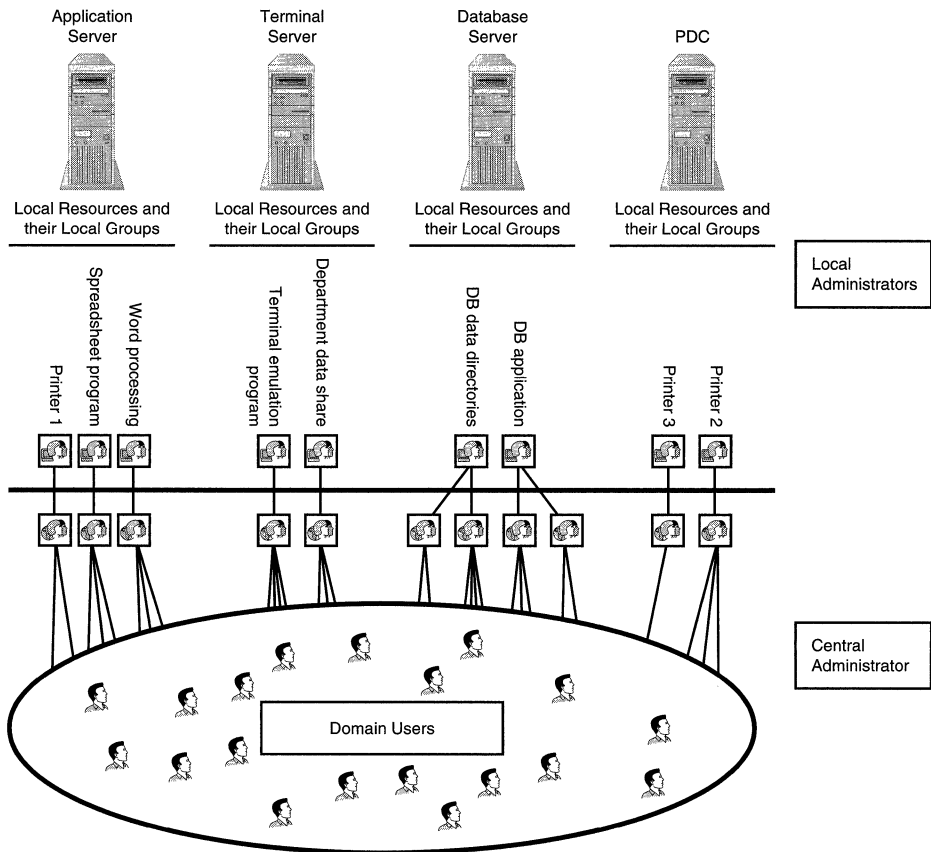 Application
Server
Terminal
Server
Database
Server
PDC
Local Resources and
their Local Groups
Local Resources and
their Local Groups
Local Resources and
their Local Groups
Local Resources and
their Local Groups
Local
Administrators
Printer 1
Spreadsheet program
Word processing
Terminal emulation
program
Department data share
DB data directories
DB application
Printer 3
Printer 2
Central
Administrator
Domain Users